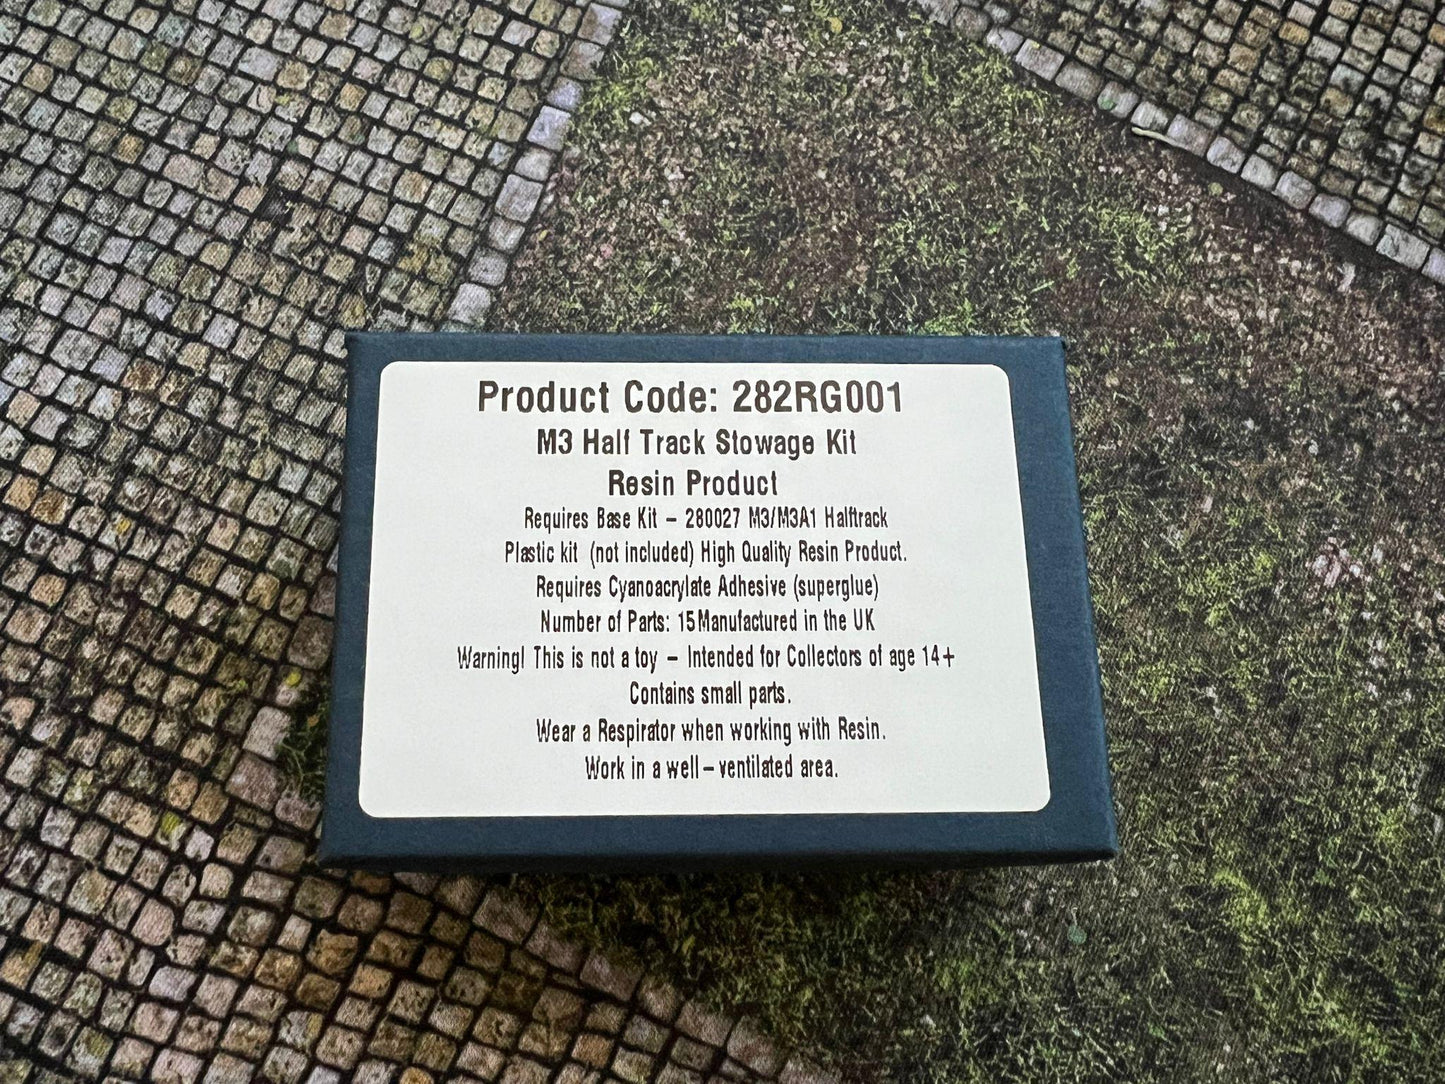 Product Code: 282RG001
M3 Half Track Stowage Kit
Resin Product
Requires Base Kit – 280027 M3/M3A1 Halftrack
Plastic kit (not included) High Quality Resin Product.
Requires Cyanoacrylate Adhesive (superglue)
Number of Parts: 15Manufactured in the UK
Warning! This is not a toy – Intended for Collectors of age 14+
Contains small parts.
Wear a Respirator when working with Resin.
Work in a well–ventilated area.